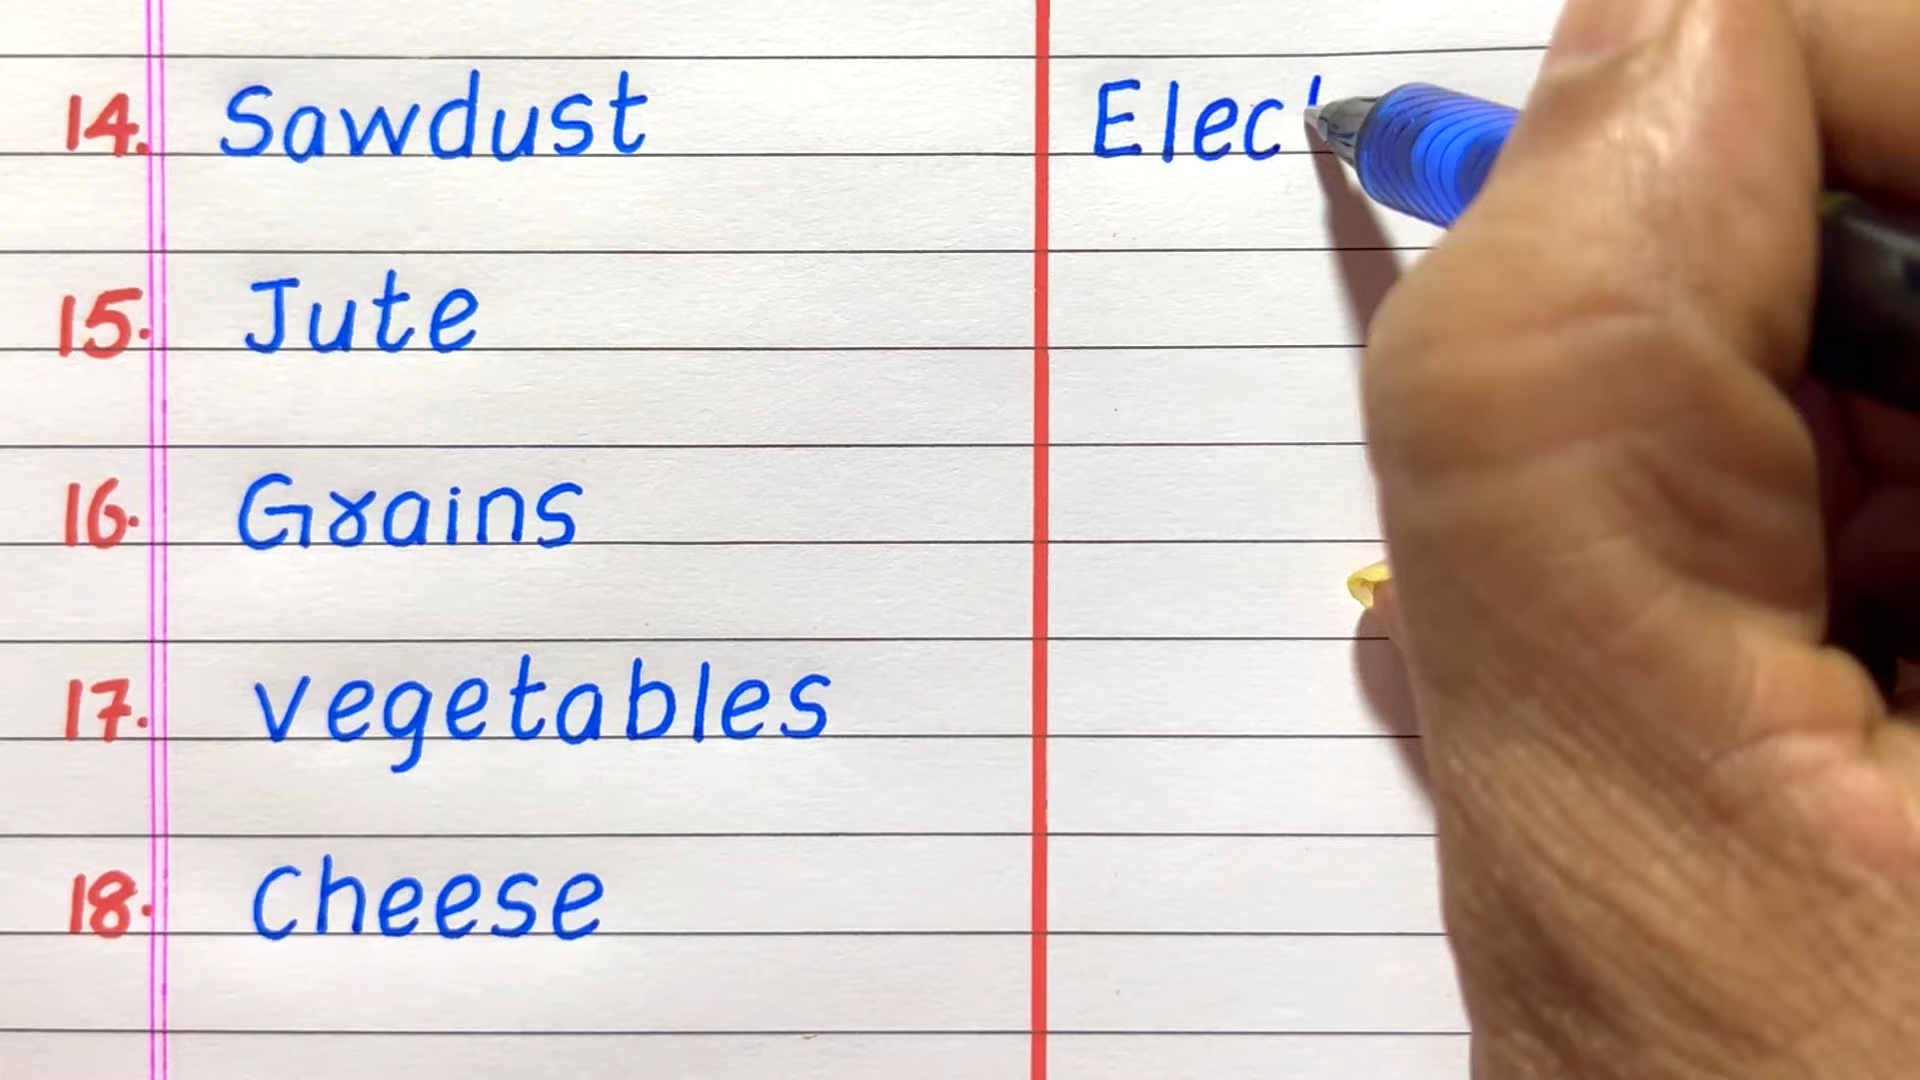 14. Sawdust Elec
15. Jute
16. Grains
17. vegetables
18. Cheese